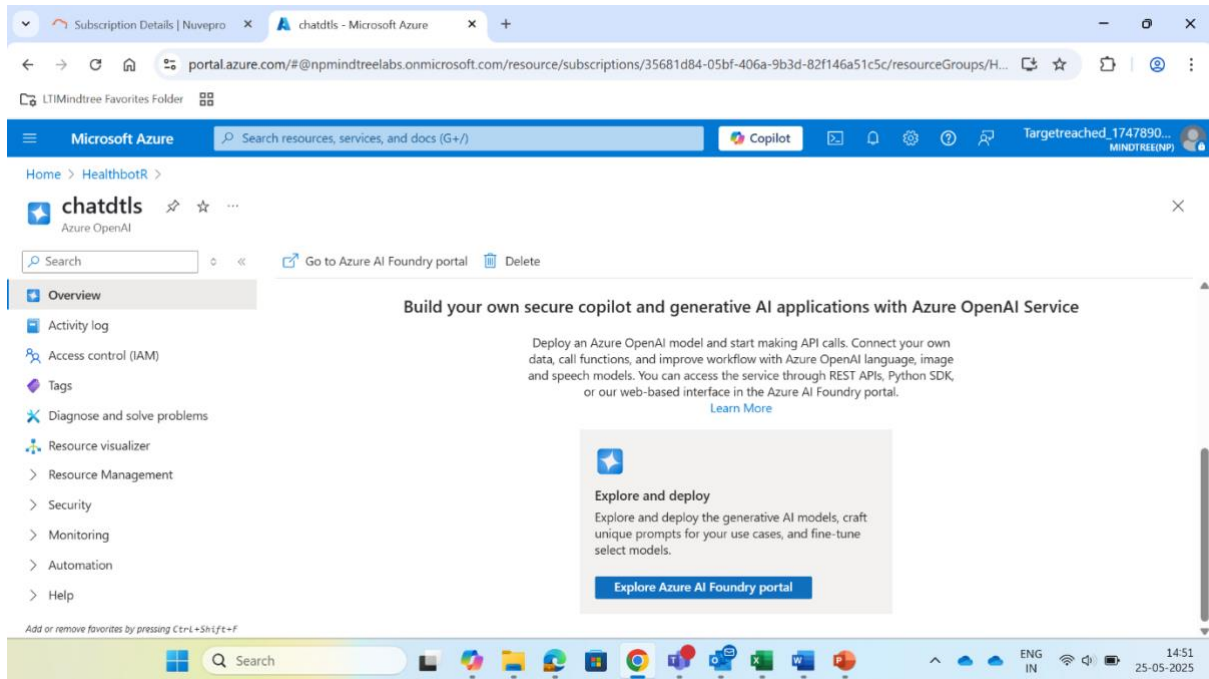 Subscription Details | Nuvepro
chatdtls - Microsoft Azure
portal.azure.com/#@npmindtreelabs.onmicrosoft.com/resource/subscriptions/35681d84-05bf-406a-9b3d-82f146a51c5c/resourceGroups/H...
LTIMindtree Favorites Folder
Microsoft Azure
Search resources, services, and docs (G+/)
Copilot
Targetreached_1747890...
MINDTREE(NP)
Home > HealthbotR >
chatdtls
Azure OpenAI
Search
Go to Azure AI Foundry portal
Delete
Overview
Activity log
Access control (IAM)
Tags
Diagnose and solve problems
Resource visualizer
Resource Management
Security
Monitoring
Automation
Help
Add or remove favorites by pressing Ctrl+Shift+F
Build your own secure copilot and generative AI applications with Azure OpenAI Service
Deploy an Azure OpenAI model and start making API calls. Connect your own
data, call functions, and improve workflow with Azure OpenAI language, image
and speech models. You can access the service through REST APIs, Python SDK,
or our web-based interface in the Azure AI Foundry portal.
Learn More
Explore and deploy
Explore and deploy the generative AI models, craft
unique prompts for your use cases, and fine-tune
select models.
Explore Azure AI Foundry portal
Search
ENG
IN
14:51
25-05-2025